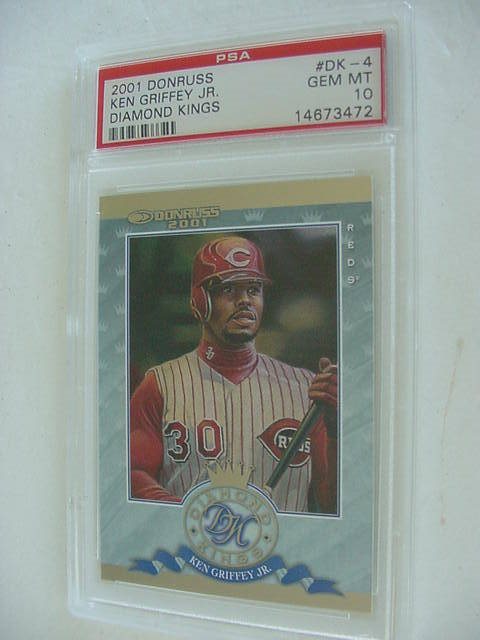 PSA
2001 DONRUSS #DK-4
KEN GRIFFEY JR. GEM MT
DIAMOND KINGS 10
14673472
DONRUSS
2001
REDS
C
30
30
REDS
DIAMOND
DK
KINGS
KEN GRIFFEY JR.